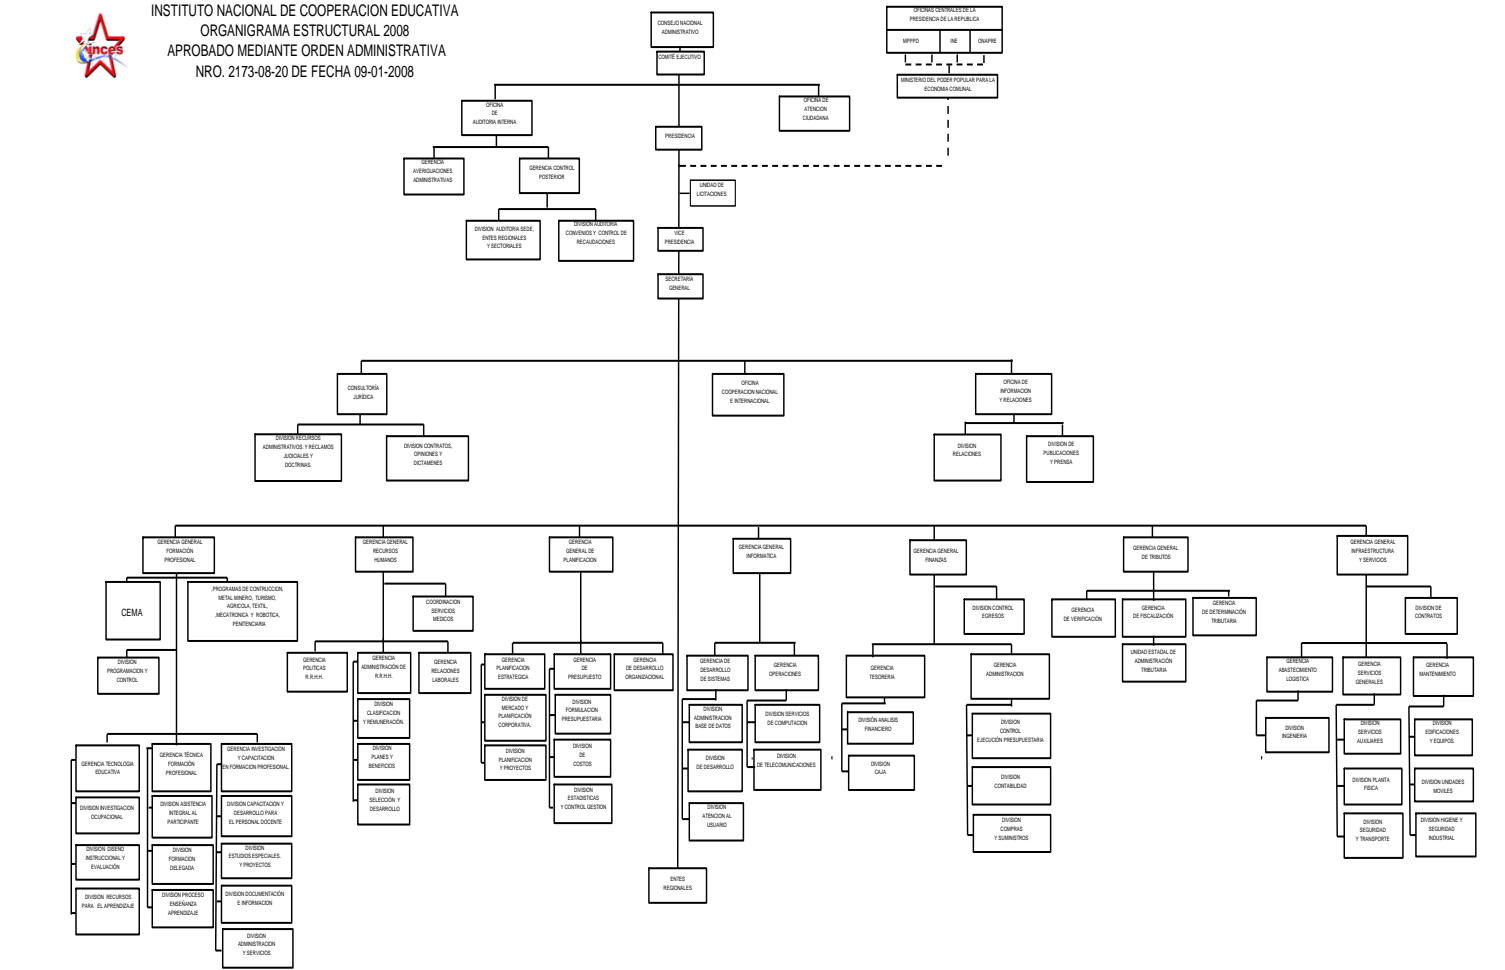 INSTITUTO NACIONAL DE COOPERACION EDUCATIVA
ORGANIGRAMA ESTRUCTURAL 2008
APROBADO MEDIANTE ORDEN ADMINISTRATIVA
NRO. 2173-08-20 DE FECHA 09-01-2008
inces
CONSEJO NACIONAL
ADMINISTRATIVO
COMITÉ EJECUTIVO
OFICINAS CENTRALES DE LA
PRESIDENCIA DE LA REPUBLICA
MPPPD
INE
ONAPRE
MINISTERIO DEL PODER POPULAR PARA LA
ECONOMIA COMUNAL
OFICINA
DE
AUDITORIA INTERNA
OFICINA DE
ATENCION
CIUDADANA
PRESIDENCIA
GERENCIA
AVERIGUACIONES
ADMINISTRATIVAS
GERENCIA CONTROL
POSTERIOR
UNIDAD DE
LICITACIONES
DIVISION AUDITORIA SEDE,
ENTES REGIONALES
Y SECTORIALES
DIVISION AUDITORIA
CONVENIOS Y CONTROL DE
RECAUDACIONES
VICE
PRESIDENCIA
SECRETARÍA
GENERAL
CONSULTORÍA
JURÍDICA
OFICINA
COOPERACION NACIONAL
E INTERNACIONAL
OFICINA DE
INFORMACION
Y RELACIONES
DIVISION RECURSOS
ADMINISTRATIVOS. Y RECLAMOS
JUDICIALES Y
DOCTRINAS.
DIVISION CONTRATOS,
OPINIONES Y
DICTAMENES
DIVISION
RELACIONES
DIVISION DE
PUBLICACIONES
Y PRENSA
GERENCIA GENERAL
FORMACIÓN
PROFESIONAL
GERENCIA GENERAL
RECURSOS
HUMANOS
GERENCIA
GENERAL DE
PLANIFICACION
GERENCIA GENERAL
INFORMATICA
GERENCIA GENERAL
FINANZAS
GERENCIA GENERAL
DE TRIBUTOS
GERENCIA GENERAL
INFRAESTRUCTURA
Y SERVICIOS
CEMA
,PROGRAMAS DE CONTRUCCION,
METAL MINERO, TURISMO,
AGRICOLA, TEXTIL,
,MECATRONICA Y ROBOTICA,
PENITENCIARIA
COORDINACION
SERVICIOS
MEDICOS
DIVISION CONTROL
EGRESOS
GERENCIA
DE VERIFICACIÓN
GERENCIA
DE FISCALIZACIÓN
GERENCIA
DE DETERMINACIÓN
TRIBUTARIA
DIVISION DE
CONTRATOS
DIVISION
PROGRAMACION Y
CONTROL
GERENCIA
POLITICAS
R.R.H.H.
GERENCIA
ADMINISTRACIÓN DE
R.R.H.H.
GERENCIA
RELACIONES
LABORALES
GERENCIA
PLANIFICACION
ESTRATEGICA
GERENCIA
DE
PRESUPUESTO
GERENCIA
DE DESARROLLO
ORGANIZACIONAL
GERENCIA DE
DESARROLLO
DE SISTEMAS
GERENCIA
OPERACIONES
GERENCIA
TESORERIA
GERENCIA
ADMINISTRACION
UNIDAD ESTADAL DE
ADMINISTRACIÓN
TRIBUTARIA
GERENCIA
ABASTECIMIENTO
LOGISTICA
GERENCIA
SERVICIOS
GENERALES
GERENCIA
MANTENIMIENTO
DIVISION
CLASIFICACION
Y REMUNERACIÓN.
DIVISION DE
MERCADO Y
PLANIFICACIÓN
CORPORATIVA.
DIVISION
FORMULACION
PRESUPUESTARIA
DIVISION
ADMINISTRACION
BASE DE DATOS
DIVISION SERVICIOS
DE COMPUTACION
DIVISIÓN ANALISIS
FINANCIERO
DIVISION
CONTROL
EJECUCIÓN PRESUPUESTARIA
DIVISION
INGENIERIA
DIVISION
SERVICIOS
AUXILIARES
DIVISION
EDIFICACIONES
Y EQUIPOS.
GERENCIA TECNOLOGIA
EDUCATIVA
GERENCIA TÉCNICA
FORMACIÓN
PROFESIONAL
GERENCIA INVESTIGACION
Y CAPACITACION
EN FORMACION PROFESIONAL.
DIVISION
PLANES Y
BENEFICIOS
DIVISION
PLANIFICACION
Y PROYECTOS
DIVISION
DE
COSTOS
DIVISION
DE DESARROLLO
DIVISION
DE TELECOMUNICACIONES
DIVISION
CAJA
DIVISION
CONTABILIDAD
DIVISION PLANTA
FISICA
DIVISION UNIDADES
MOVILES
DIVISION INVESTIGACION
OCUPACIONAL
DIVISION ASISTENCIA
INTEGRAL AL
PARTICIPANTE
DIVISION CAPACITACION Y
DESARROLLO PARA
EL PERSONAL DOCENTE
DIVISION
SELECCIÓN Y
DESARROLLO
DIVISION
ESTADISTICAS
Y CONTROL GESTION
DIVISION
ATENCION AL
USUARIO
DIVISION
COMPRAS
Y SUMINISTROS
DIVISION
SEGURIDAD
Y TRANSPORTE
DIVISION HIGIENE Y
SEGURIDAD
INDUSTRIAL
DIVISION DISENO
INSTRUCCIONAL Y
EVALUACIÓN
DIVISION
FORMACION
DELEGADA
DIVISION
ESTUDIOS ESPECIALES.
Y PROYECTOS
ENTES
REGIONALES
DIVISION RECURSOS
PARA EL APRENDIZAJE
DIVISION PROCESO
ENSEÑANZA
APRENDIZAJE
DIVISION DOCUMENTACIÓN
E INFORMACION
DIVISION
ADMINISTRACION
Y SERVICIOS